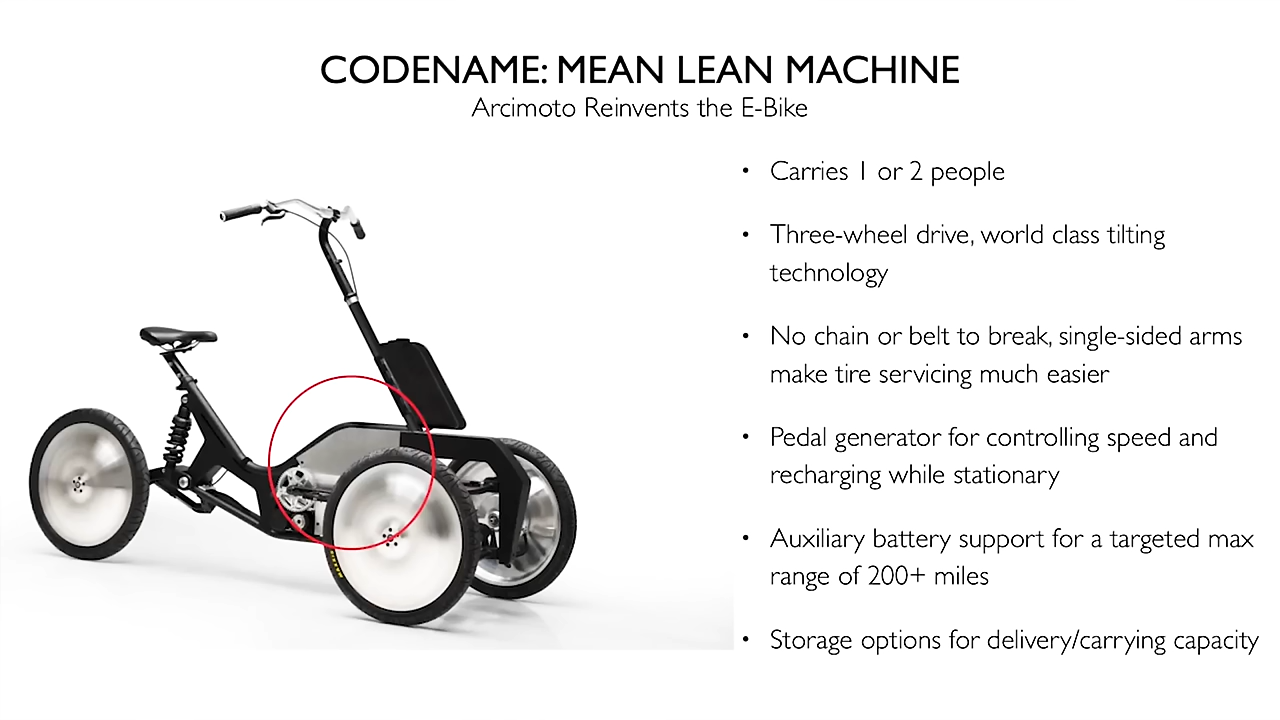 CODENAME: MEAN LEAN MACHINE
Arcimoto Reinvents the E-Bike
• Carries 1 or 2 people
• Three-wheel drive, world class tilting
technology
• No chain or belt to break, single-sided arms
make tire servicing much easier
• Pedal generator for controlling speed and
recharging while stationary
• Auxiliary battery support for a targeted max
range of 200+ miles
• Storage options for delivery/carrying capacity